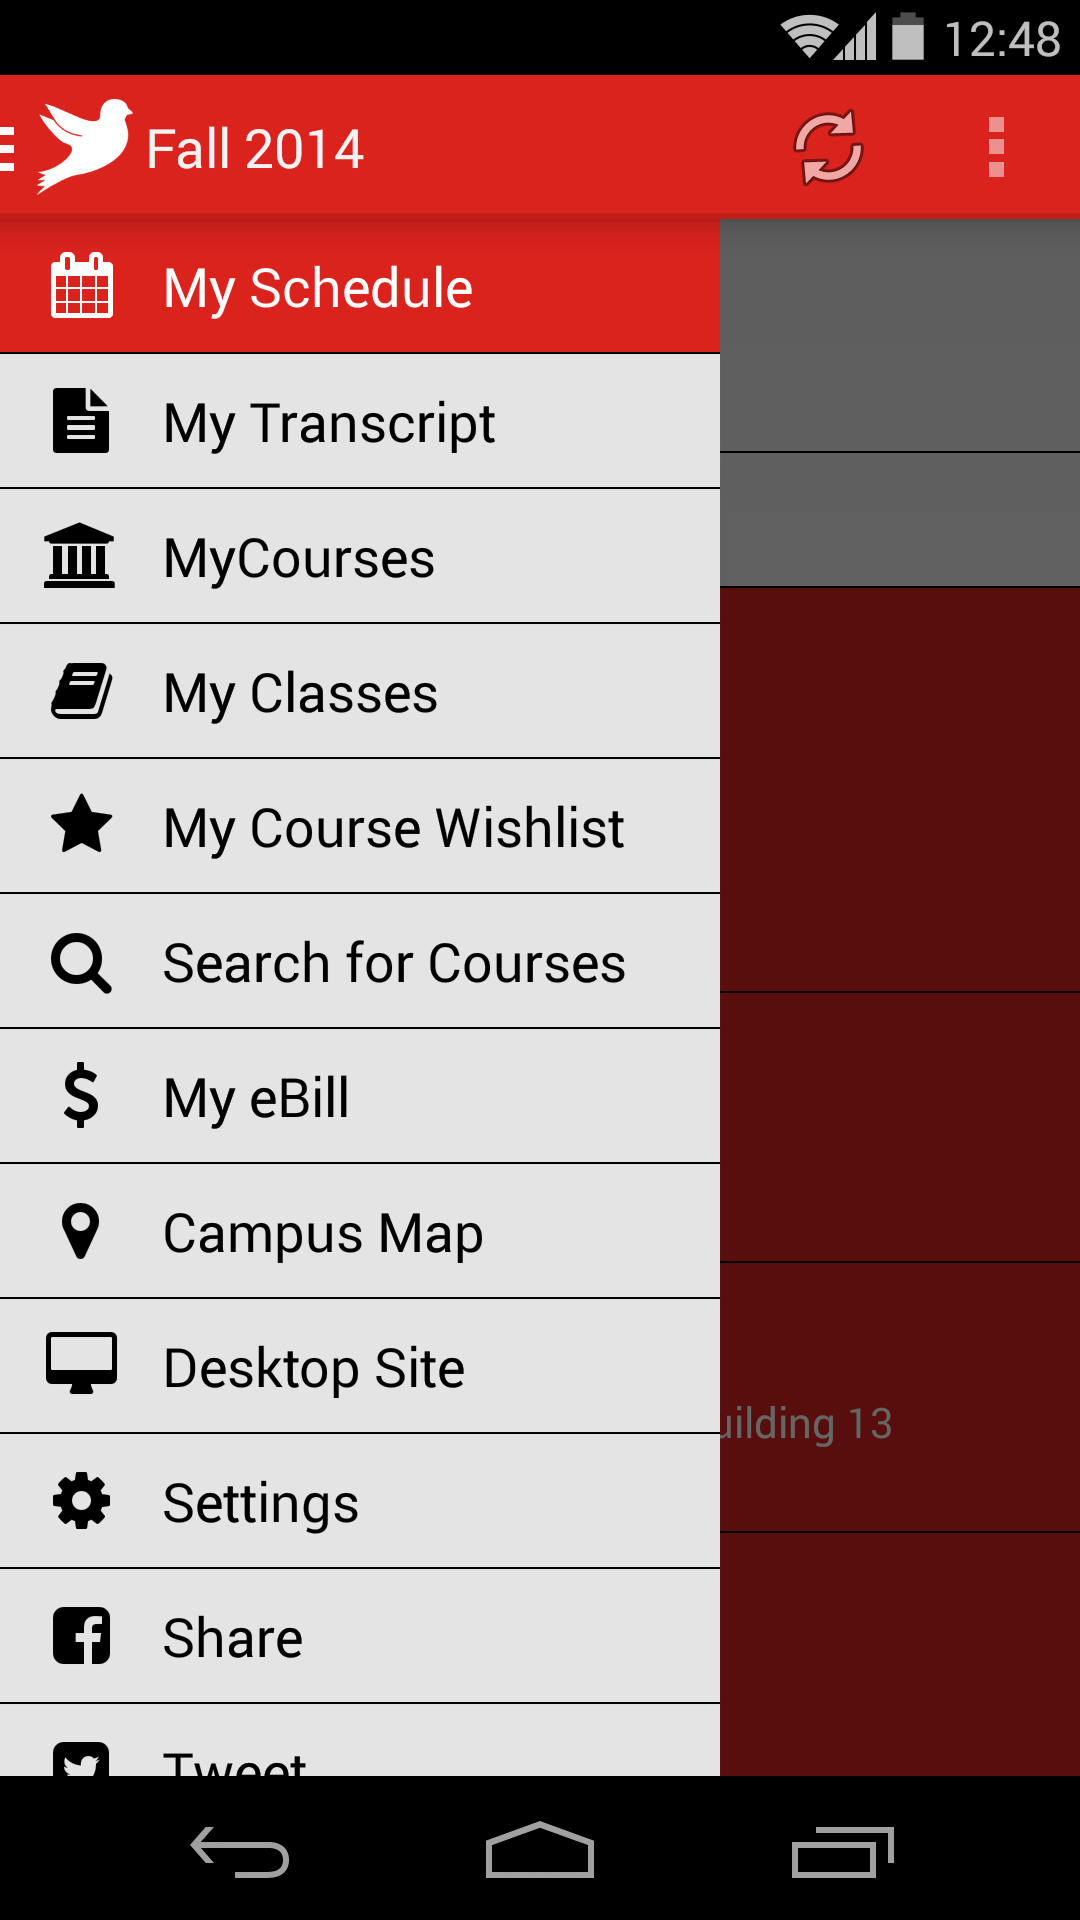 12:48
Fall 2014
My Schedule
My Transcript
MyCourses
My Classes
My Course Wishlist
Search for Courses
My eBill
Campus Map
Desktop Site
uilding 13
Settings
Share
Tweet